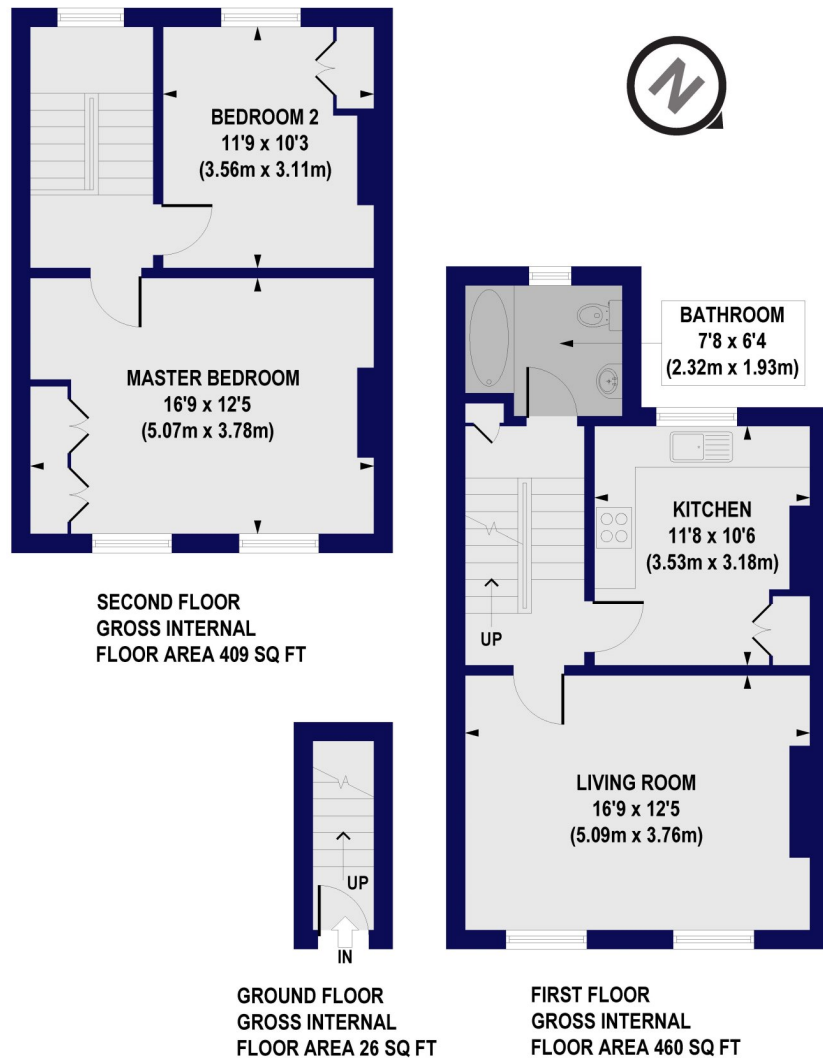 N
BEDROOM 2
11'9 x 10'3
(3.56m x 3.11m)
MASTER BEDROOM
16'9 x 12'5
(5.07m x 3.78m)
SECOND FLOOR
GROSS INTERNAL
FLOOR AREA 409 SQ FT
BATHROOM
7'8 x 6'4
(2.32m x 1.93m)
KITCHEN
11'8 x 10'6
(3.53m x 3.18m)
UP
LIVING ROOM
16'9 x 12'5
(5.09m x 3.76m)
UP
IN
GROUND FLOOR
GROSS INTERNAL
FLOOR AREA 26 SQ FT
FIRST FLOOR
GROSS INTERNAL
FLOOR AREA 460 SQ FT